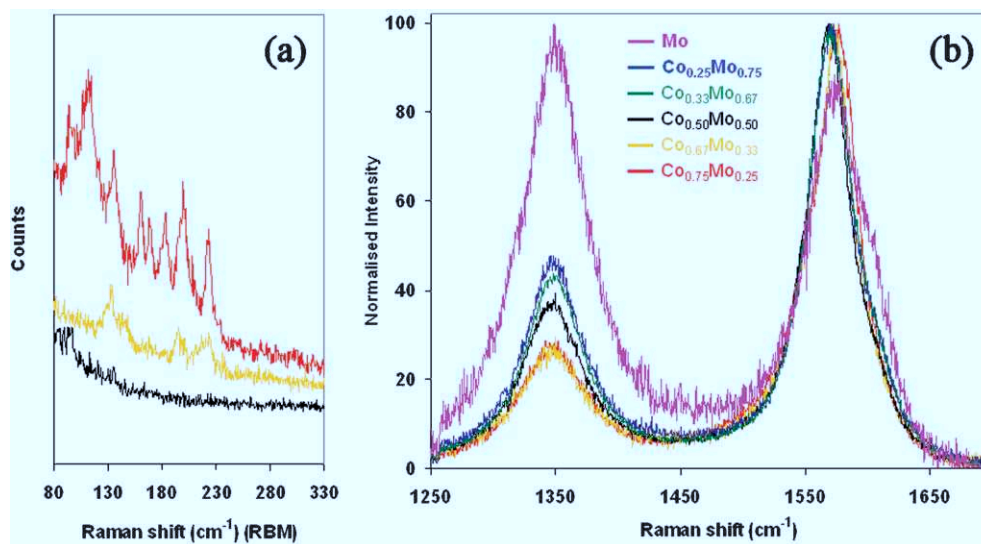 (a)
Counts
80 130 180 230 280 330
Raman shift (cm⁻¹) (RBM)
(b)
Normalised Intensity
100
80
60
40
20
0
Mo
Co₀.₂₅Mo₀.₇₅
Co₀.₃₃Mo₀.₆₇
Co₀.₅₀Mo₀.₅₀
Co₀.₆₇Mo₀.₃₃
Co₀.₇₅Mo₀.₂₅
1250 1350 1450 1550 1650
Raman shift (cm⁻¹)